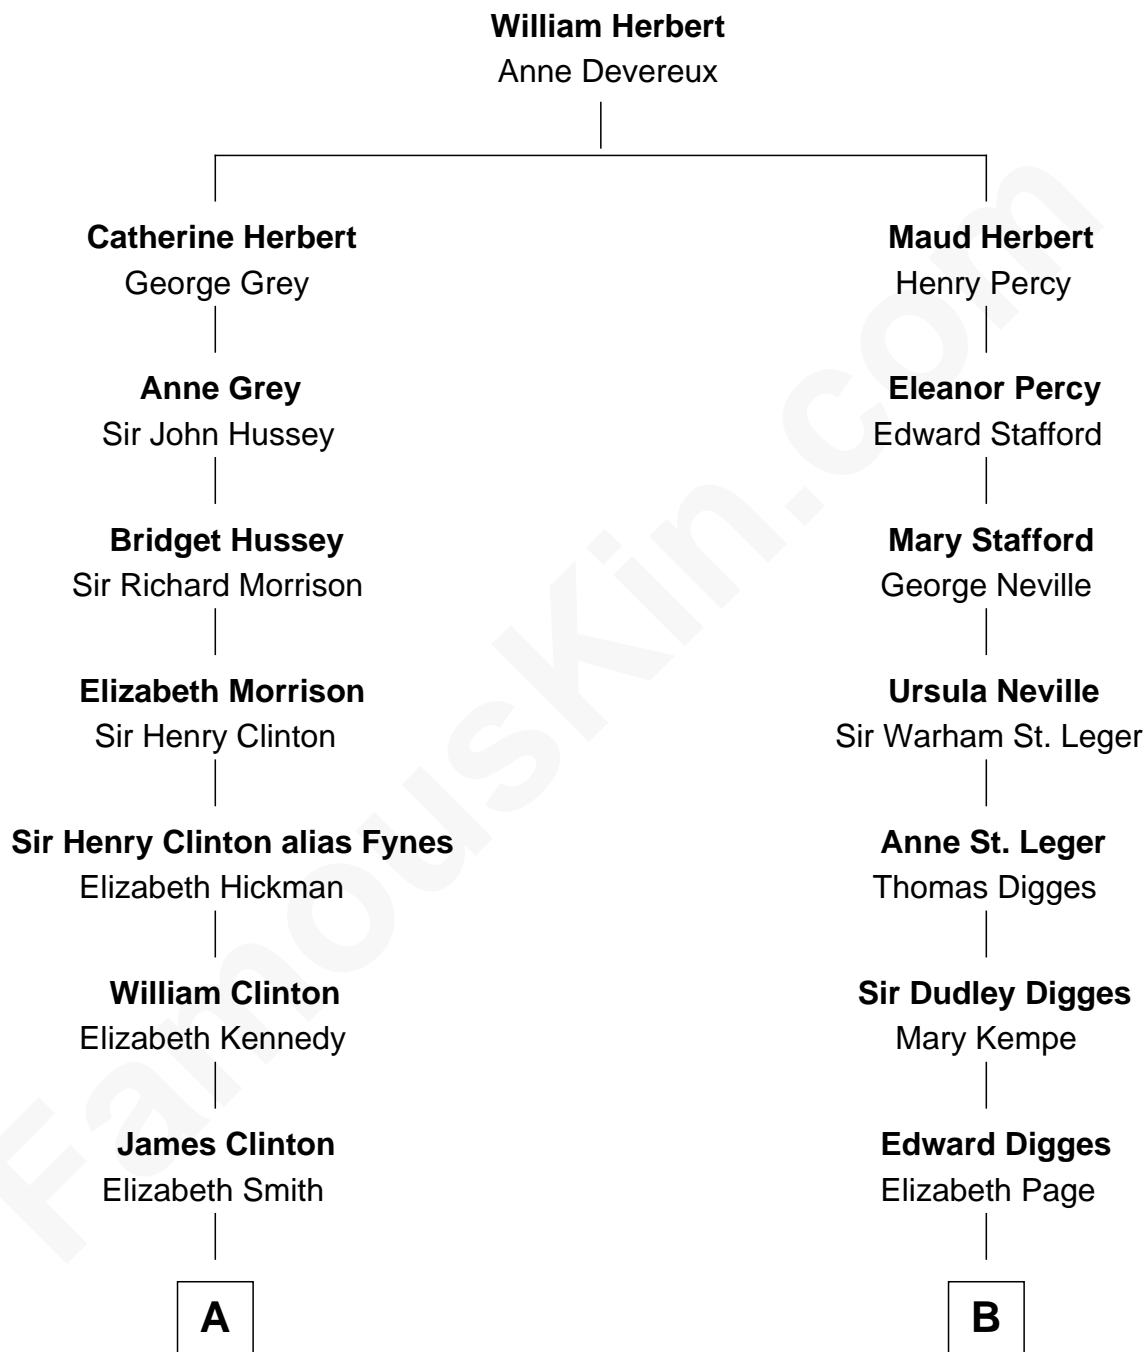 William Herbert
Anne Devereux
Catherine Herbert
George Grey
Maud Herbert
Henry Percy
Anne Grey
Sir John Hussey
Eleanor Percy
Edward Stafford
Bridget Hussey
Sir Richard Morrison
Mary Stafford
George Neville
Elizabeth Morrison
Sir Henry Clinton
Ursula Neville
Sir Warham St. Leger
Sir Henry Clinton alias Fynes
Elizabeth Hickman
Anne St. Leger
Thomas Digges
William Clinton
Elizabeth Kennedy
Sir Dudley Digges
Mary Kempe
James Clinton
Elizabeth Smith
Edward Digges
Elizabeth Page
A
B
FamousKin.com